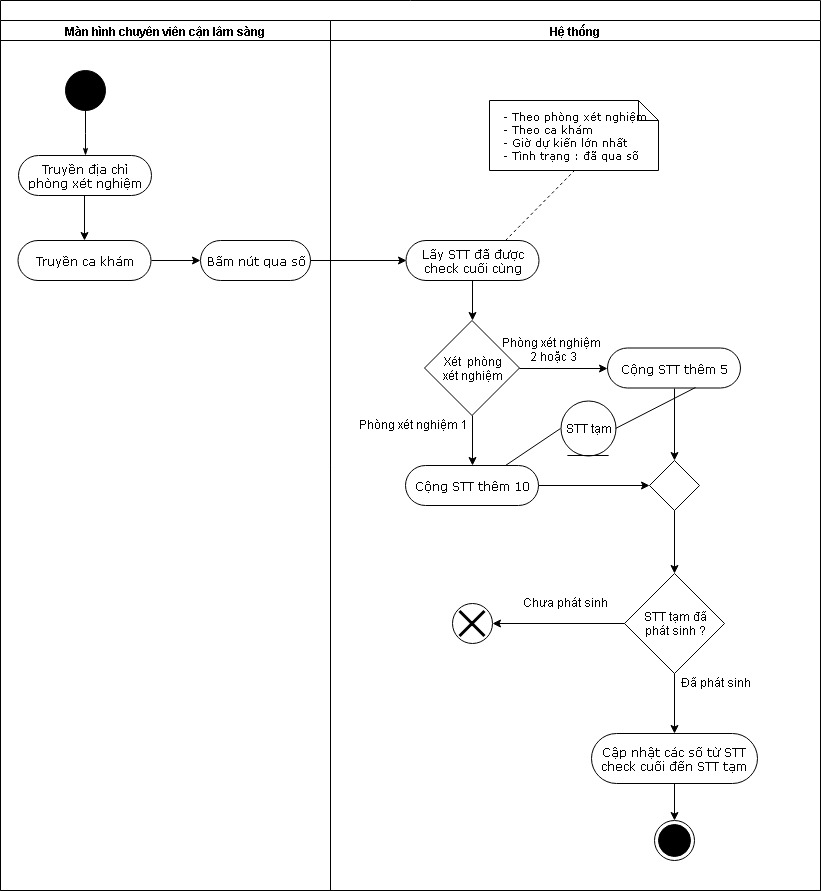 Màn hình chuyên viên cận lâm sàng
Hệ thống
- Theo phòng xét nghiệm
- Theo ca khám
- Giờ dự kiến lớn nhất
- Tình trạng : đã qua số
Truyền địa chỉ
phòng xét nghiệm
Truyền ca khám
Bấm nút qua số
Lấy STT đã được
check cuối cùng
Xét phòng
xét nghiệm
Phòng xét nghiệm
2 hoặc 3
Cộng STT thêm 5
Phòng xét nghiệm 1
STT tạm
Cộng STT thêm 10
Chưa phát sinh
STT tạm đã
phát sinh ?
Đã phát sinh
Cập nhật các số từ STT
check cuối đến STT tạm